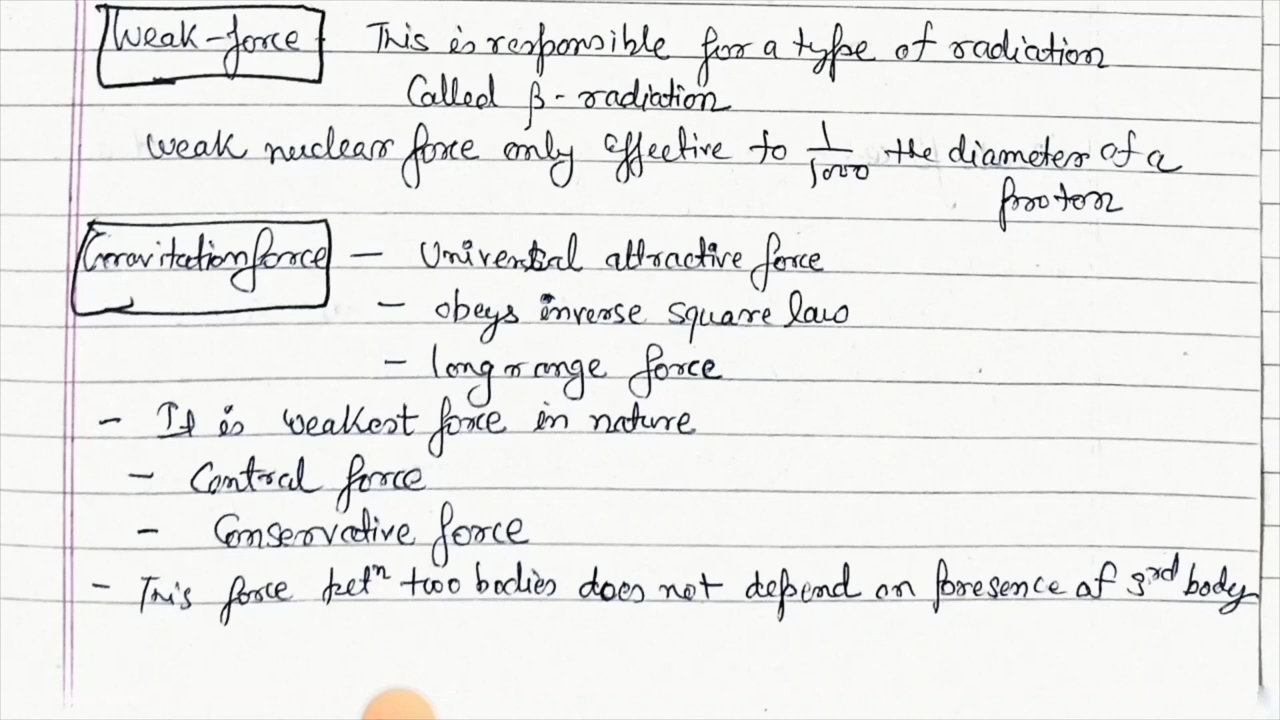 Weak-force This is responsible for a type of radiation
Called β-radiation
Weak nuclear force only effective to 1/1000 the diameter of a
proton
Gravitation force - Universal attractive force
- obeys inverse square law
- long range force
- It is weakest force in nature
- Central force
- Conservative force
- This force betⁿ two bodies does not depend on presence of 3rd body